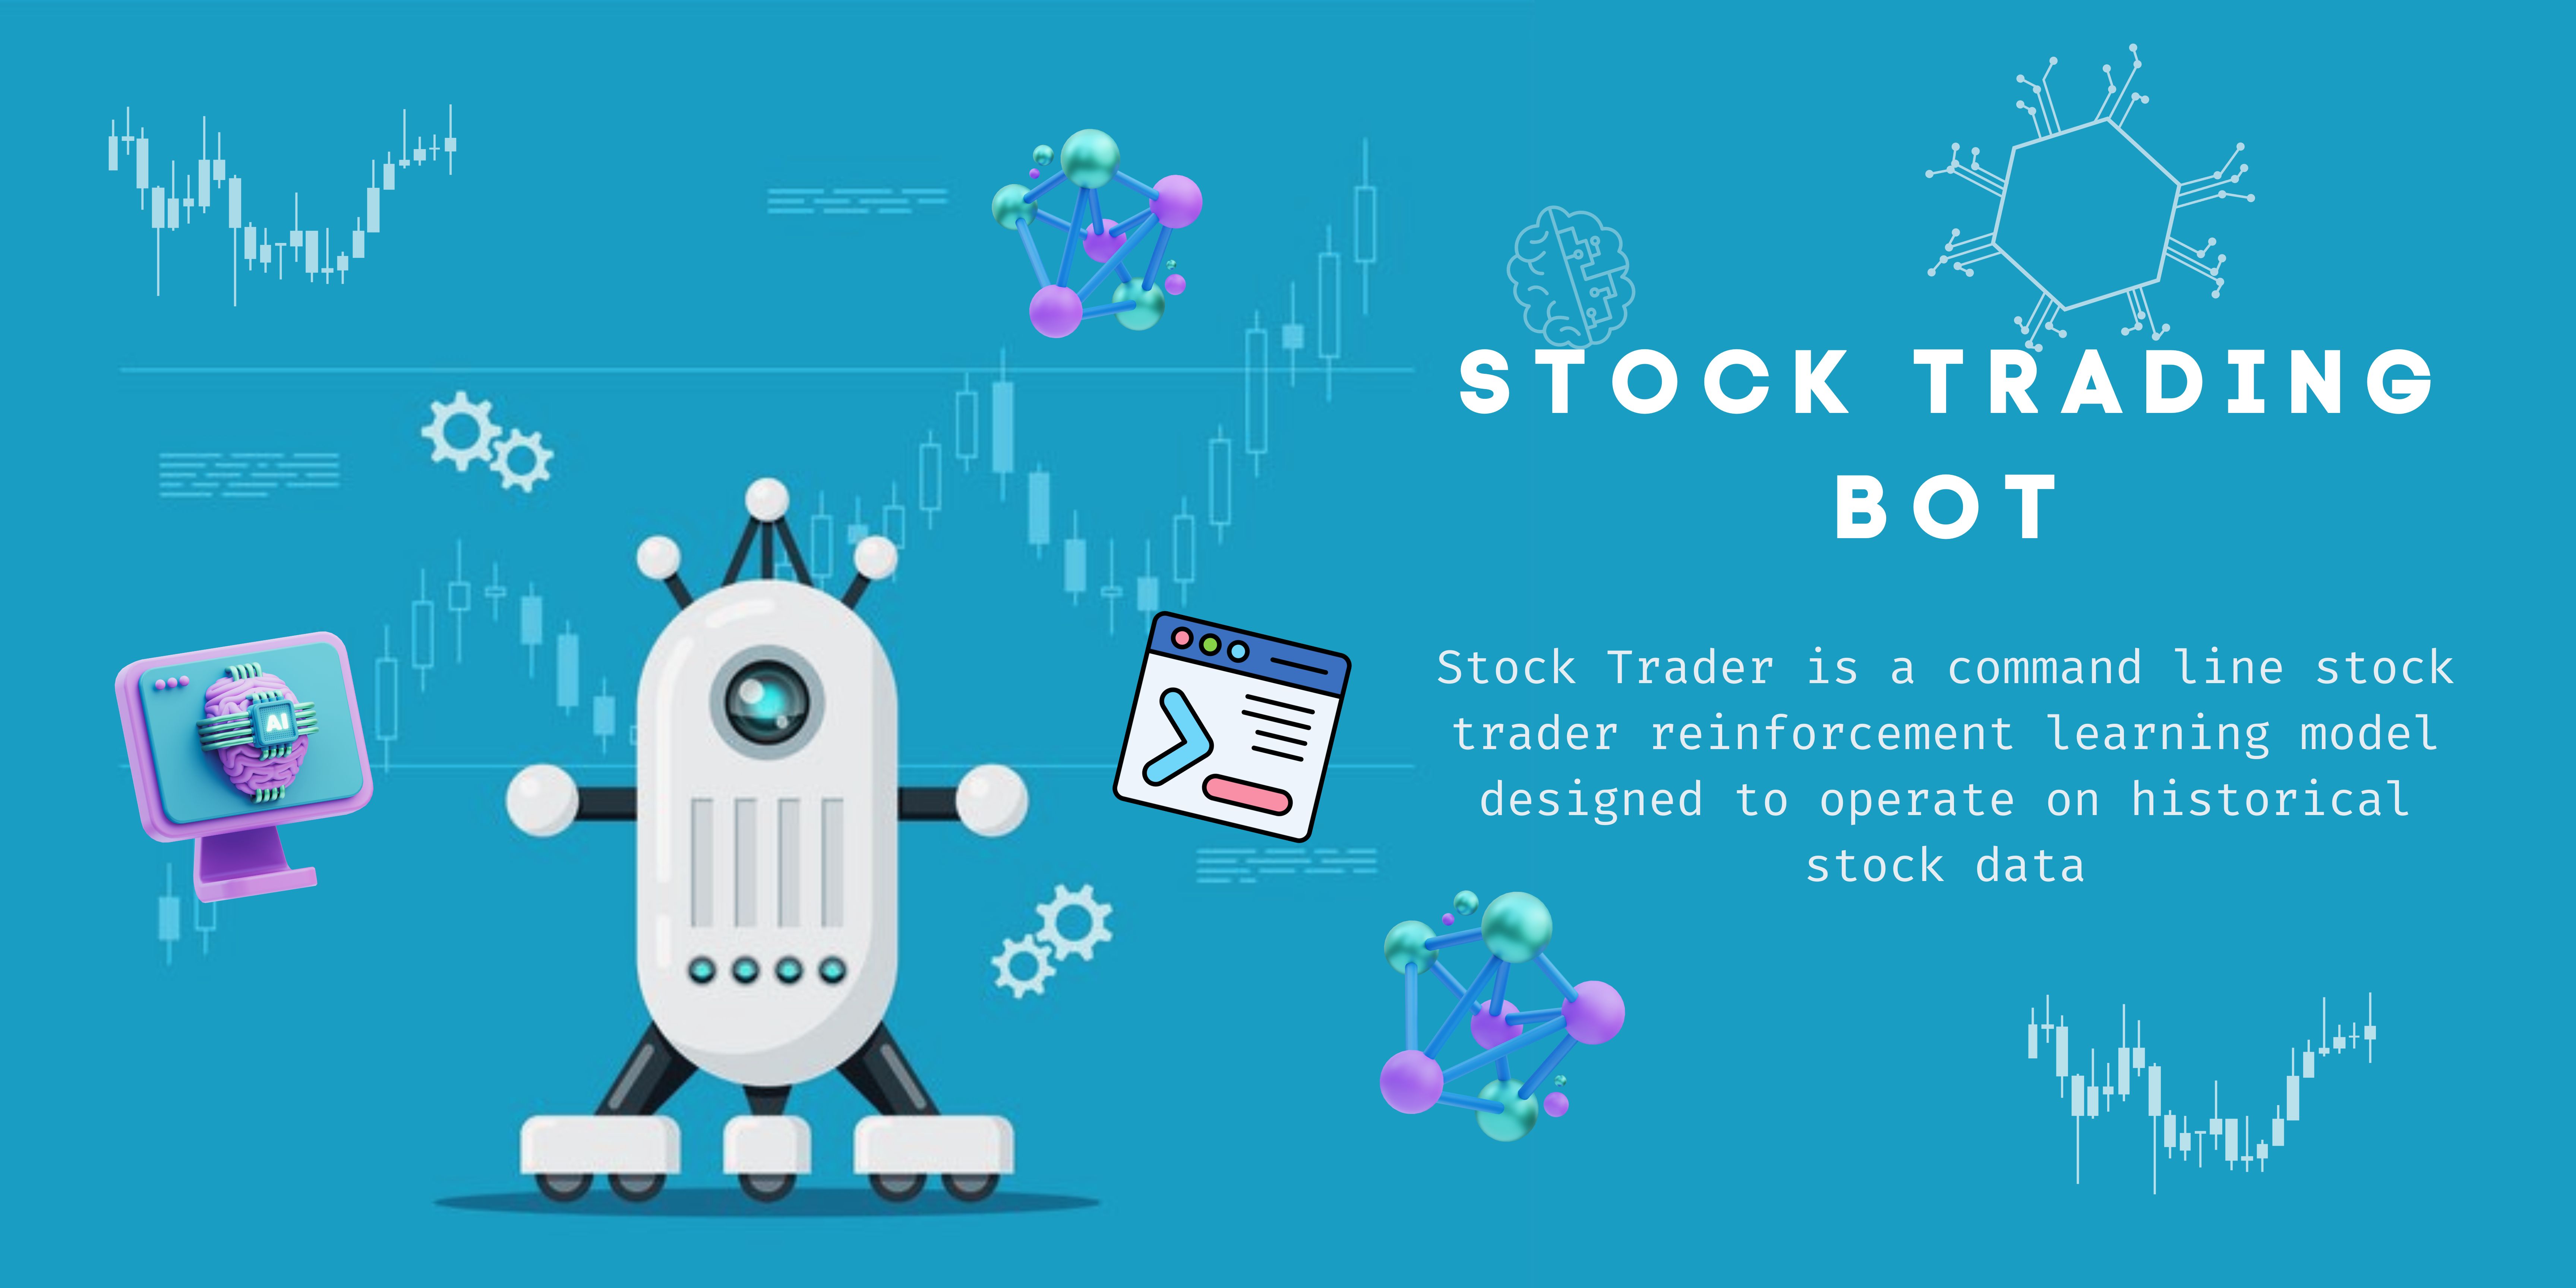 STOCK TRADING
BOT
Stock Trader is a command line stock
trader reinforcement learning model
designed to operate on historical
stock data
AI